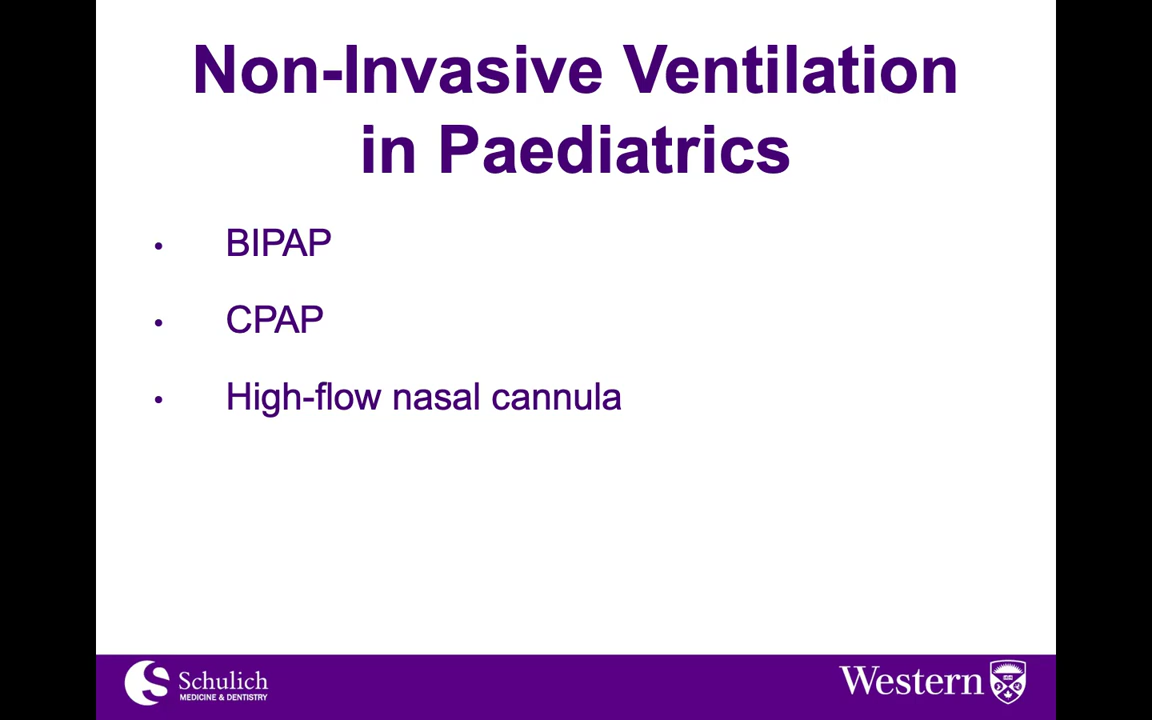 Non-Invasive Ventilation
in Paediatrics
• BIPAP
• CPAP
• High-flow nasal cannula
Schulich
MEDICINE & DENTISTRY
Western